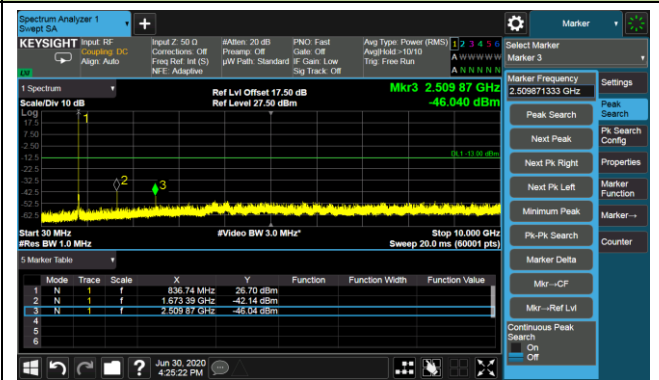 Spectrum Analyzer 1
Swept SA
+
Marker
KEYSIGHT
Input: RF
Coupling: DC
Align: Auto
Input Z: 50 Ω
Corrections: Off
Freq Ref: Int (S)
NFE: Adaptive
#Atten: 20 dB
Preamp: Off
µW Path: Standard
PNO: Fast
Gate: Off
IF Gain: Low
Sig Track: Off
Avg Type: Power (RMS)
Avg|Hold:>10/10
Trig: Free Run
1 2 3 4 5 6
A W W W W W
A N N N N N
Select Marker
Marker 3
1 Spectrum
Scale/Div 10 dB
Ref Lvl Offset 17.50 dB
Ref Level 27.50 dBm
Mkr3 2.509 87 GHz
-46.040 dBm
Log
17.5
7.50
-2.50
-12.5
-22.5
-32.5
-42.5
-52.5
-62.5
1
2
3
DL1 -13.00 dBm
Start 30 MHz
#Res BW 1.0 MHz
#Video BW 3.0 MHz*
Stop 10.000 GHz
Sweep 20.0 ms (60001 pts)
5 Marker Table
Mode Trace Scale X Y Function Function Width Function Value
1 N 1 f 836.74 MHz 26.70 dBm
2 N 1 f 1.673 39 GHz -42.14 dBm
3 N 1 f 2.509 87 GHz -46.04 dBm
4
5
6
Marker Frequency
2.509871333 GHz
Peak Search
Next Peak
Next Pk Right
Next Pk Left
Minimum Peak
Pk-Pk Search
Marker Delta
Mkr→CF
Mkr→Ref Lvl
Continuous Peak Search
On
Off
Settings
Peak Search
Pk Search Config
Properties
Marker Function
Marker→
Counter
?
Jun 30, 2020
4:25:22 PM